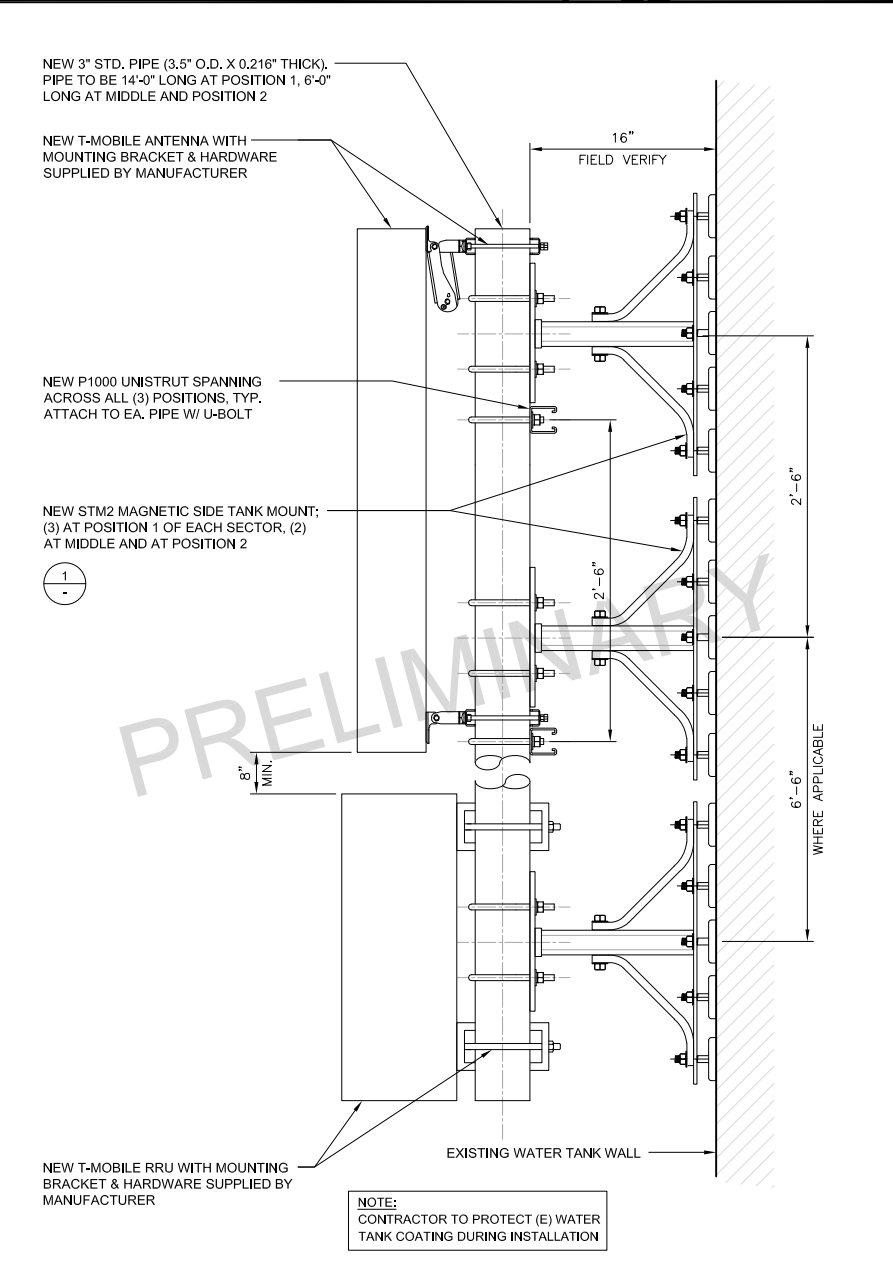 NEW 3" STD. PIPE (3.5" O.D. X 0.216" THICK).
PIPE TO BE 14'-0" LONG AT POSITION 1, 6'-0"
LONG AT MIDDLE AND POSITION 2
NEW T-MOBILE ANTENNA WITH
MOUNTING BRACKET & HARDWARE
SUPPLIED BY MANUFACTURER
16"
FIELD VERIFY
NEW P1000 UNISTRUT SPANNING
ACROSS ALL (3) POSITIONS, TYP.
ATTACH TO EA. PIPE W/ U-BOLT
2'-6"
NEW STM2 MAGNETIC SIDE TANK MOUNT;
(3) AT POSITION 1 OF EACH SECTOR, (2)
AT MIDDLE AND AT POSITION 2
1
-
2'-6"
PRELIMINARY
8"
MIN.
6'-6"
WHERE APPLICABLE
EXISTING WATER TANK WALL
NEW T-MOBILE RRU WITH MOUNTING
BRACKET & HARDWARE SUPPLIED BY
MANUFACTURER
NOTE:
CONTRACTOR TO PROTECT (E) WATER
TANK COATING DURING INSTALLATION